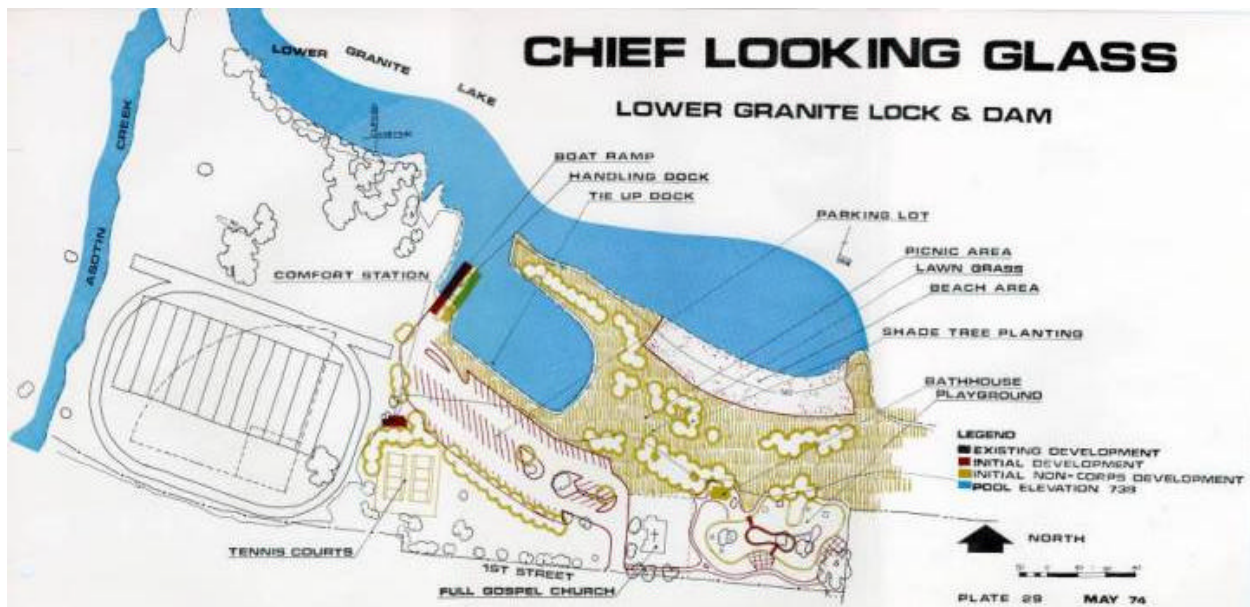 CHIEF LOOKING GLASS
LOWER GRANITE LOCK & DAM
LOWER GRANITE
LAKE
ASOTIN CREEK
BOAT RAMP
HANDLING DOCK
TIE UP DOCK
PARKING LOT
COMFORT STATION
PICNIC AREA
LAWN GRASS
BEACH AREA
SHADE TREE PLANTING
BATHHOUSE
PLAYGROUND
LEGEND
EXISTING DEVELOPMENT
INITIAL DEVELOPMENT
INITIAL NON-CORPS DEVELOPMENT
POOL ELEVATION 738
NORTH
TENNIS COURTS
1ST STREET
FULL GOSPEL CHURCH
PLATE 29 MAY 74